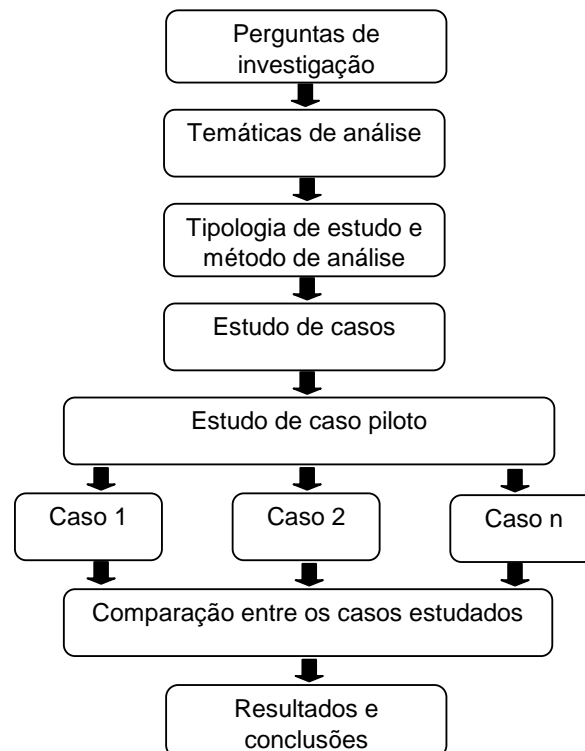 Perguntas de
investigação
Temáticas de análise
Tipologia de estudo e
método de análise
Estudo de casos
Estudo de caso piloto
Caso 1
Caso 2
Caso n
Comparação entre os casos estudados
Resultados e
conclusões